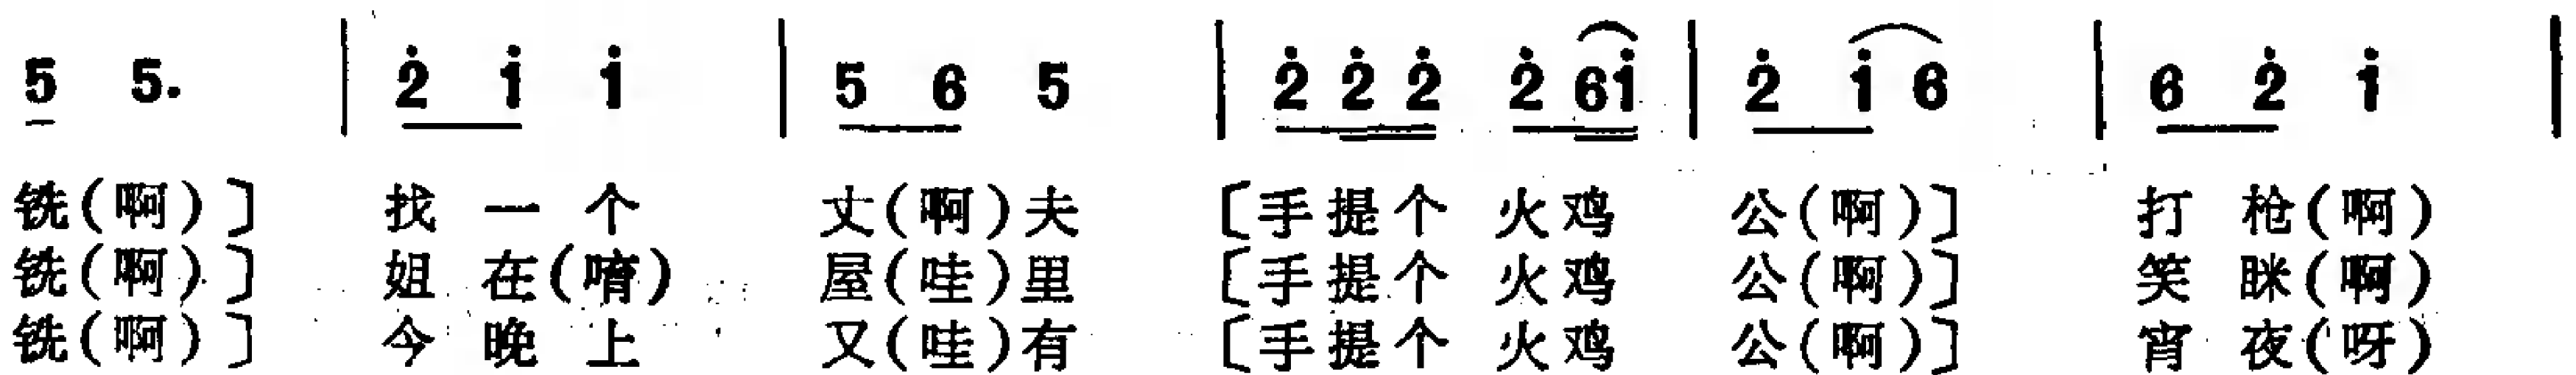 5 5. | 2̇ 1̇ 1̇ | 5 6 5 | 2̇ 2̇ 2̇ 2̇ 6 1̇ | 2̇ 1̇ 6 | 6 2̇ 1̇ |
铣(啊)〕 找 一 个 丈(啊)夫 〔手提个 火鸡 公(啊)〕 打 枪(啊)
铣(啊)〕 姐 在(唷) 屋(哇)里 〔手提个 火鸡 公(啊)〕 笑 眯(啊)
铣(啊)〕 今 晚 上 又(哇)有 〔手提个 火鸡 公(啊)〕 宵 夜(呀)